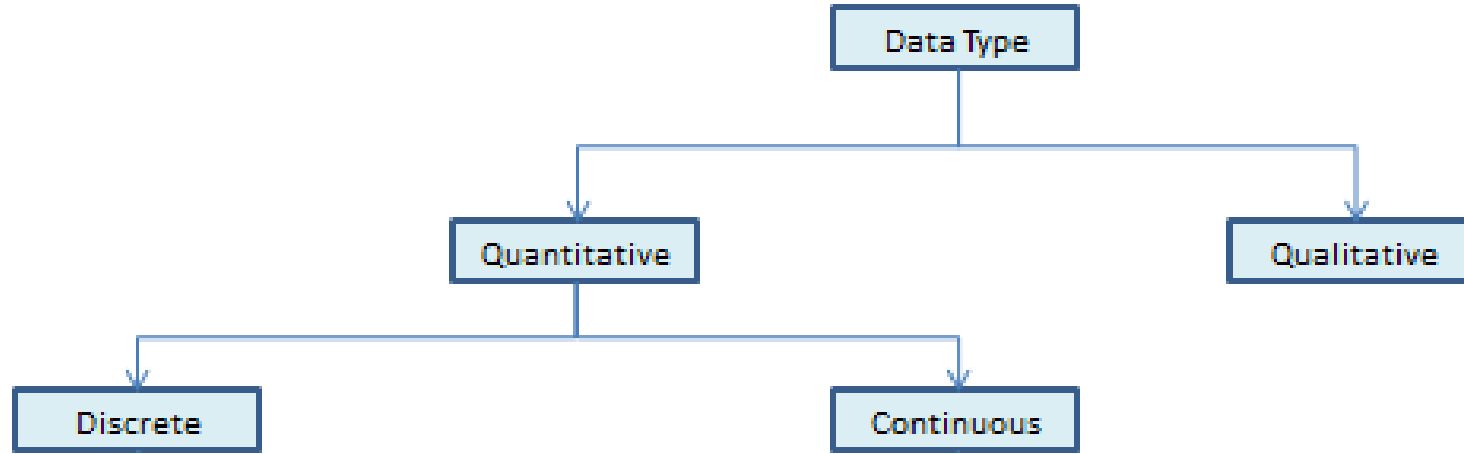 Data Type
Quantitative
Qualitative
Discrete
Continuous